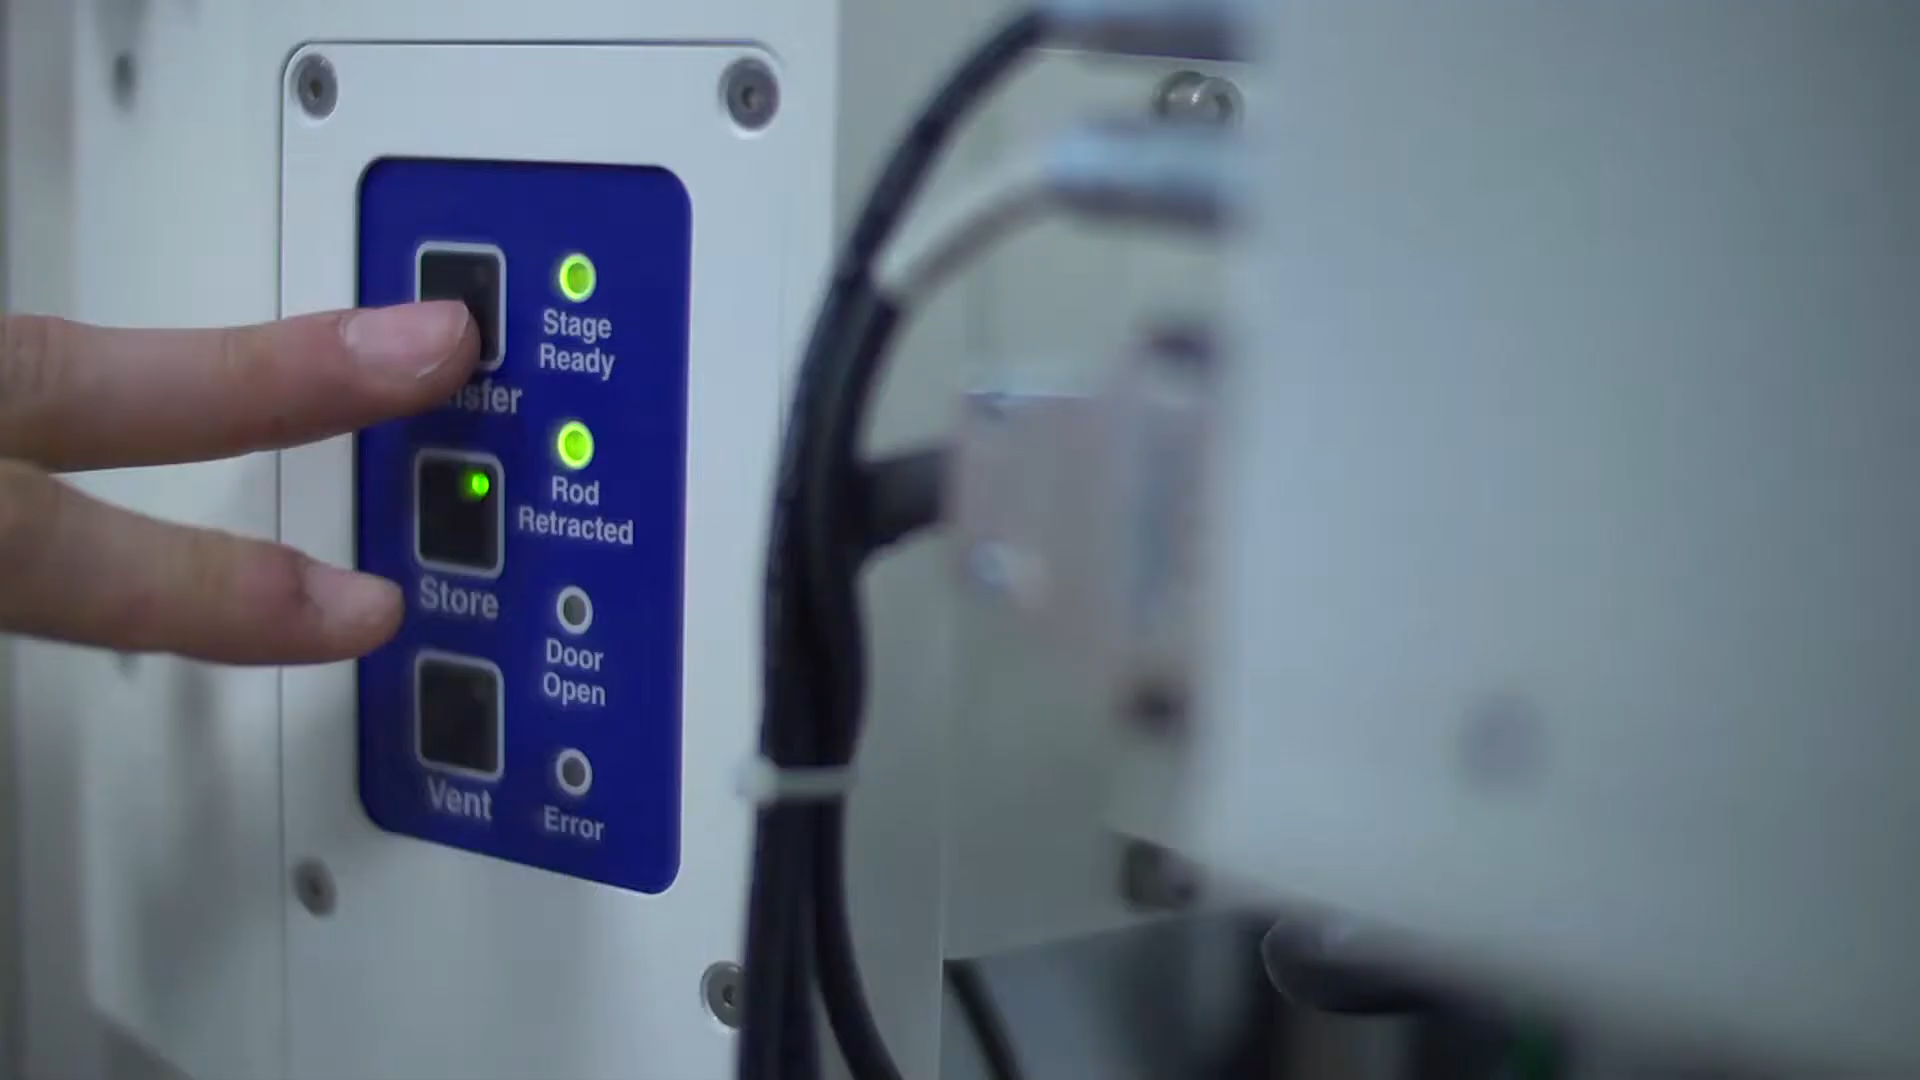 Stage
Ready
nsfer
Rod
Retracted
Store
Door
Open
Vent
Error